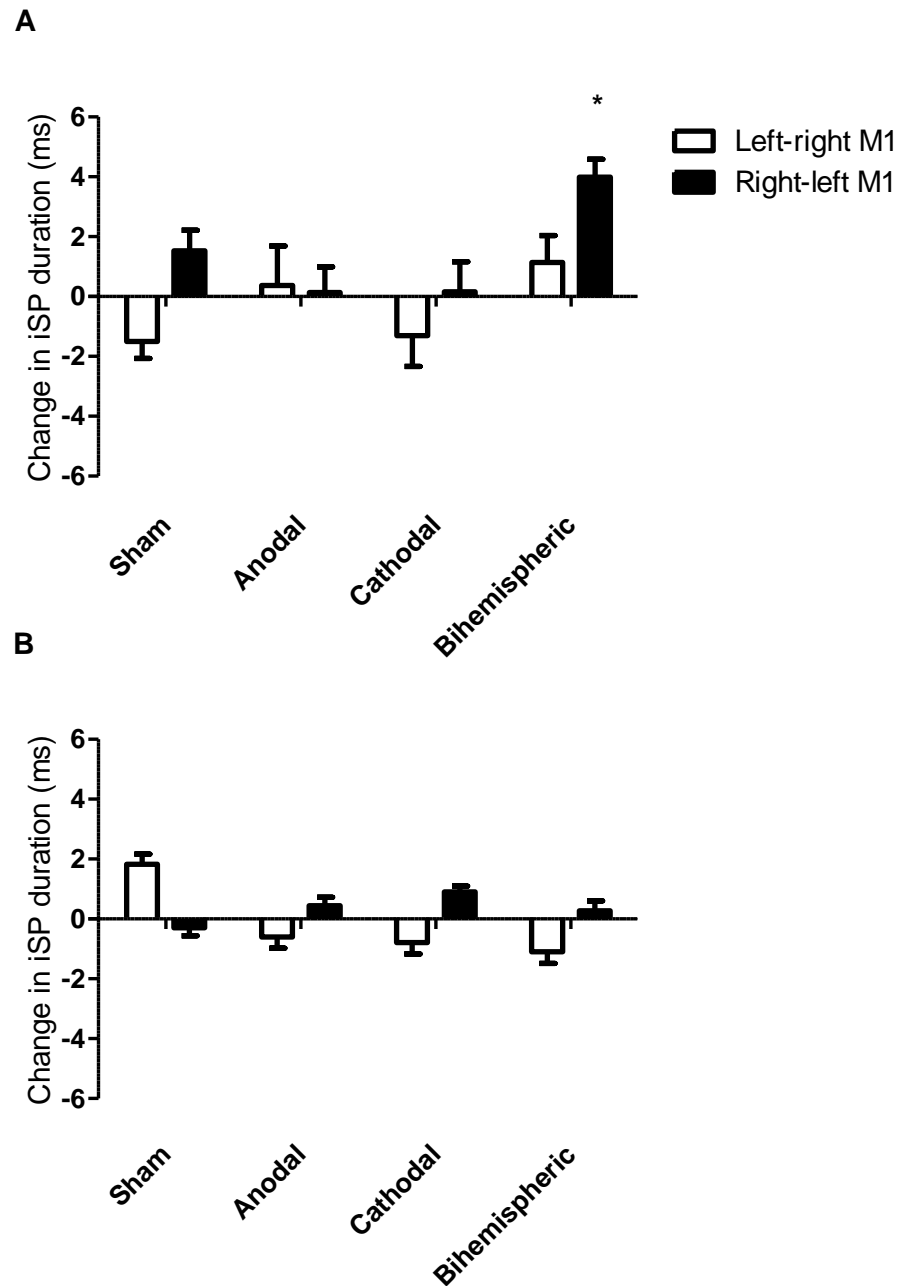 A
Change in iSP duration (ms)
6
4
2
0
-2
-4
-6
*
Left-right M1
Right-left M1
Sham
Anodal
Cathodal
Bihemispheric
B
Change in iSP duration (ms)
6
4
2
0
-2
-4
-6
Sham
Anodal
Cathodal
Bihemispheric